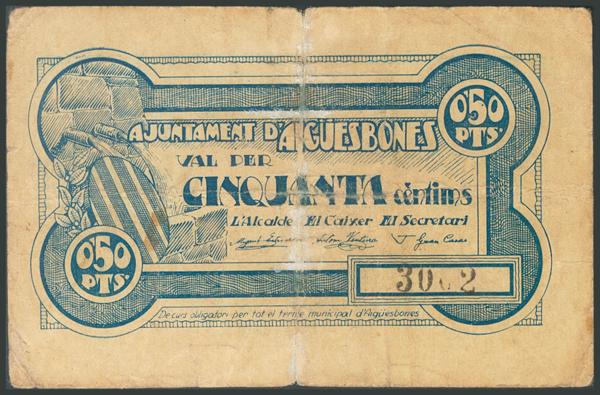 0'50
PTS.
AJUNTAMENT D'AIGUESBONES
VAL PER
CINQUANTA cèntims
L'Alcalde El Caixer El Secretari
0'50
PTS.
De curs obligatori per tot el terme municipal d'Aigüesbones